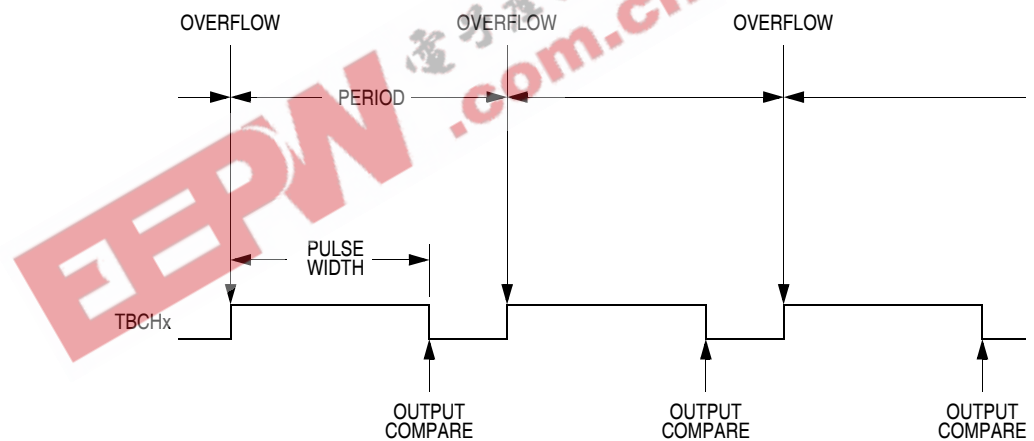 OVERFLOW
OVERFLOW
OVERFLOW
PERIOD
PULSE
WIDTH
TBCHx
OUTPUT
COMPARE
OUTPUT
COMPARE
OUTPUT
COMPARE
EEPW
.com.cn